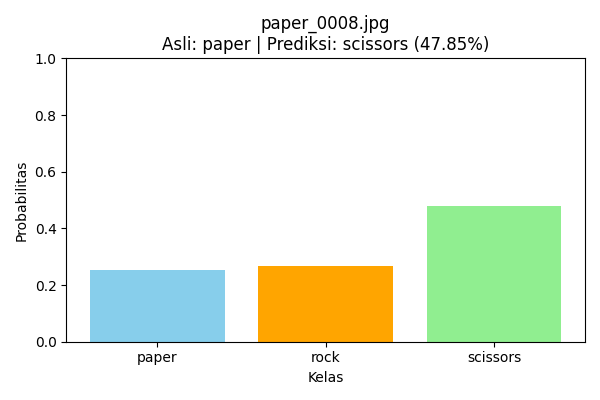 paper_0008.jpg
Asli: paper | Prediksi: scissors (47.85%)
1.0
0.8
0.6
0.4
0.2
0.0
Probabilitas
paper rock scissors
Kelas